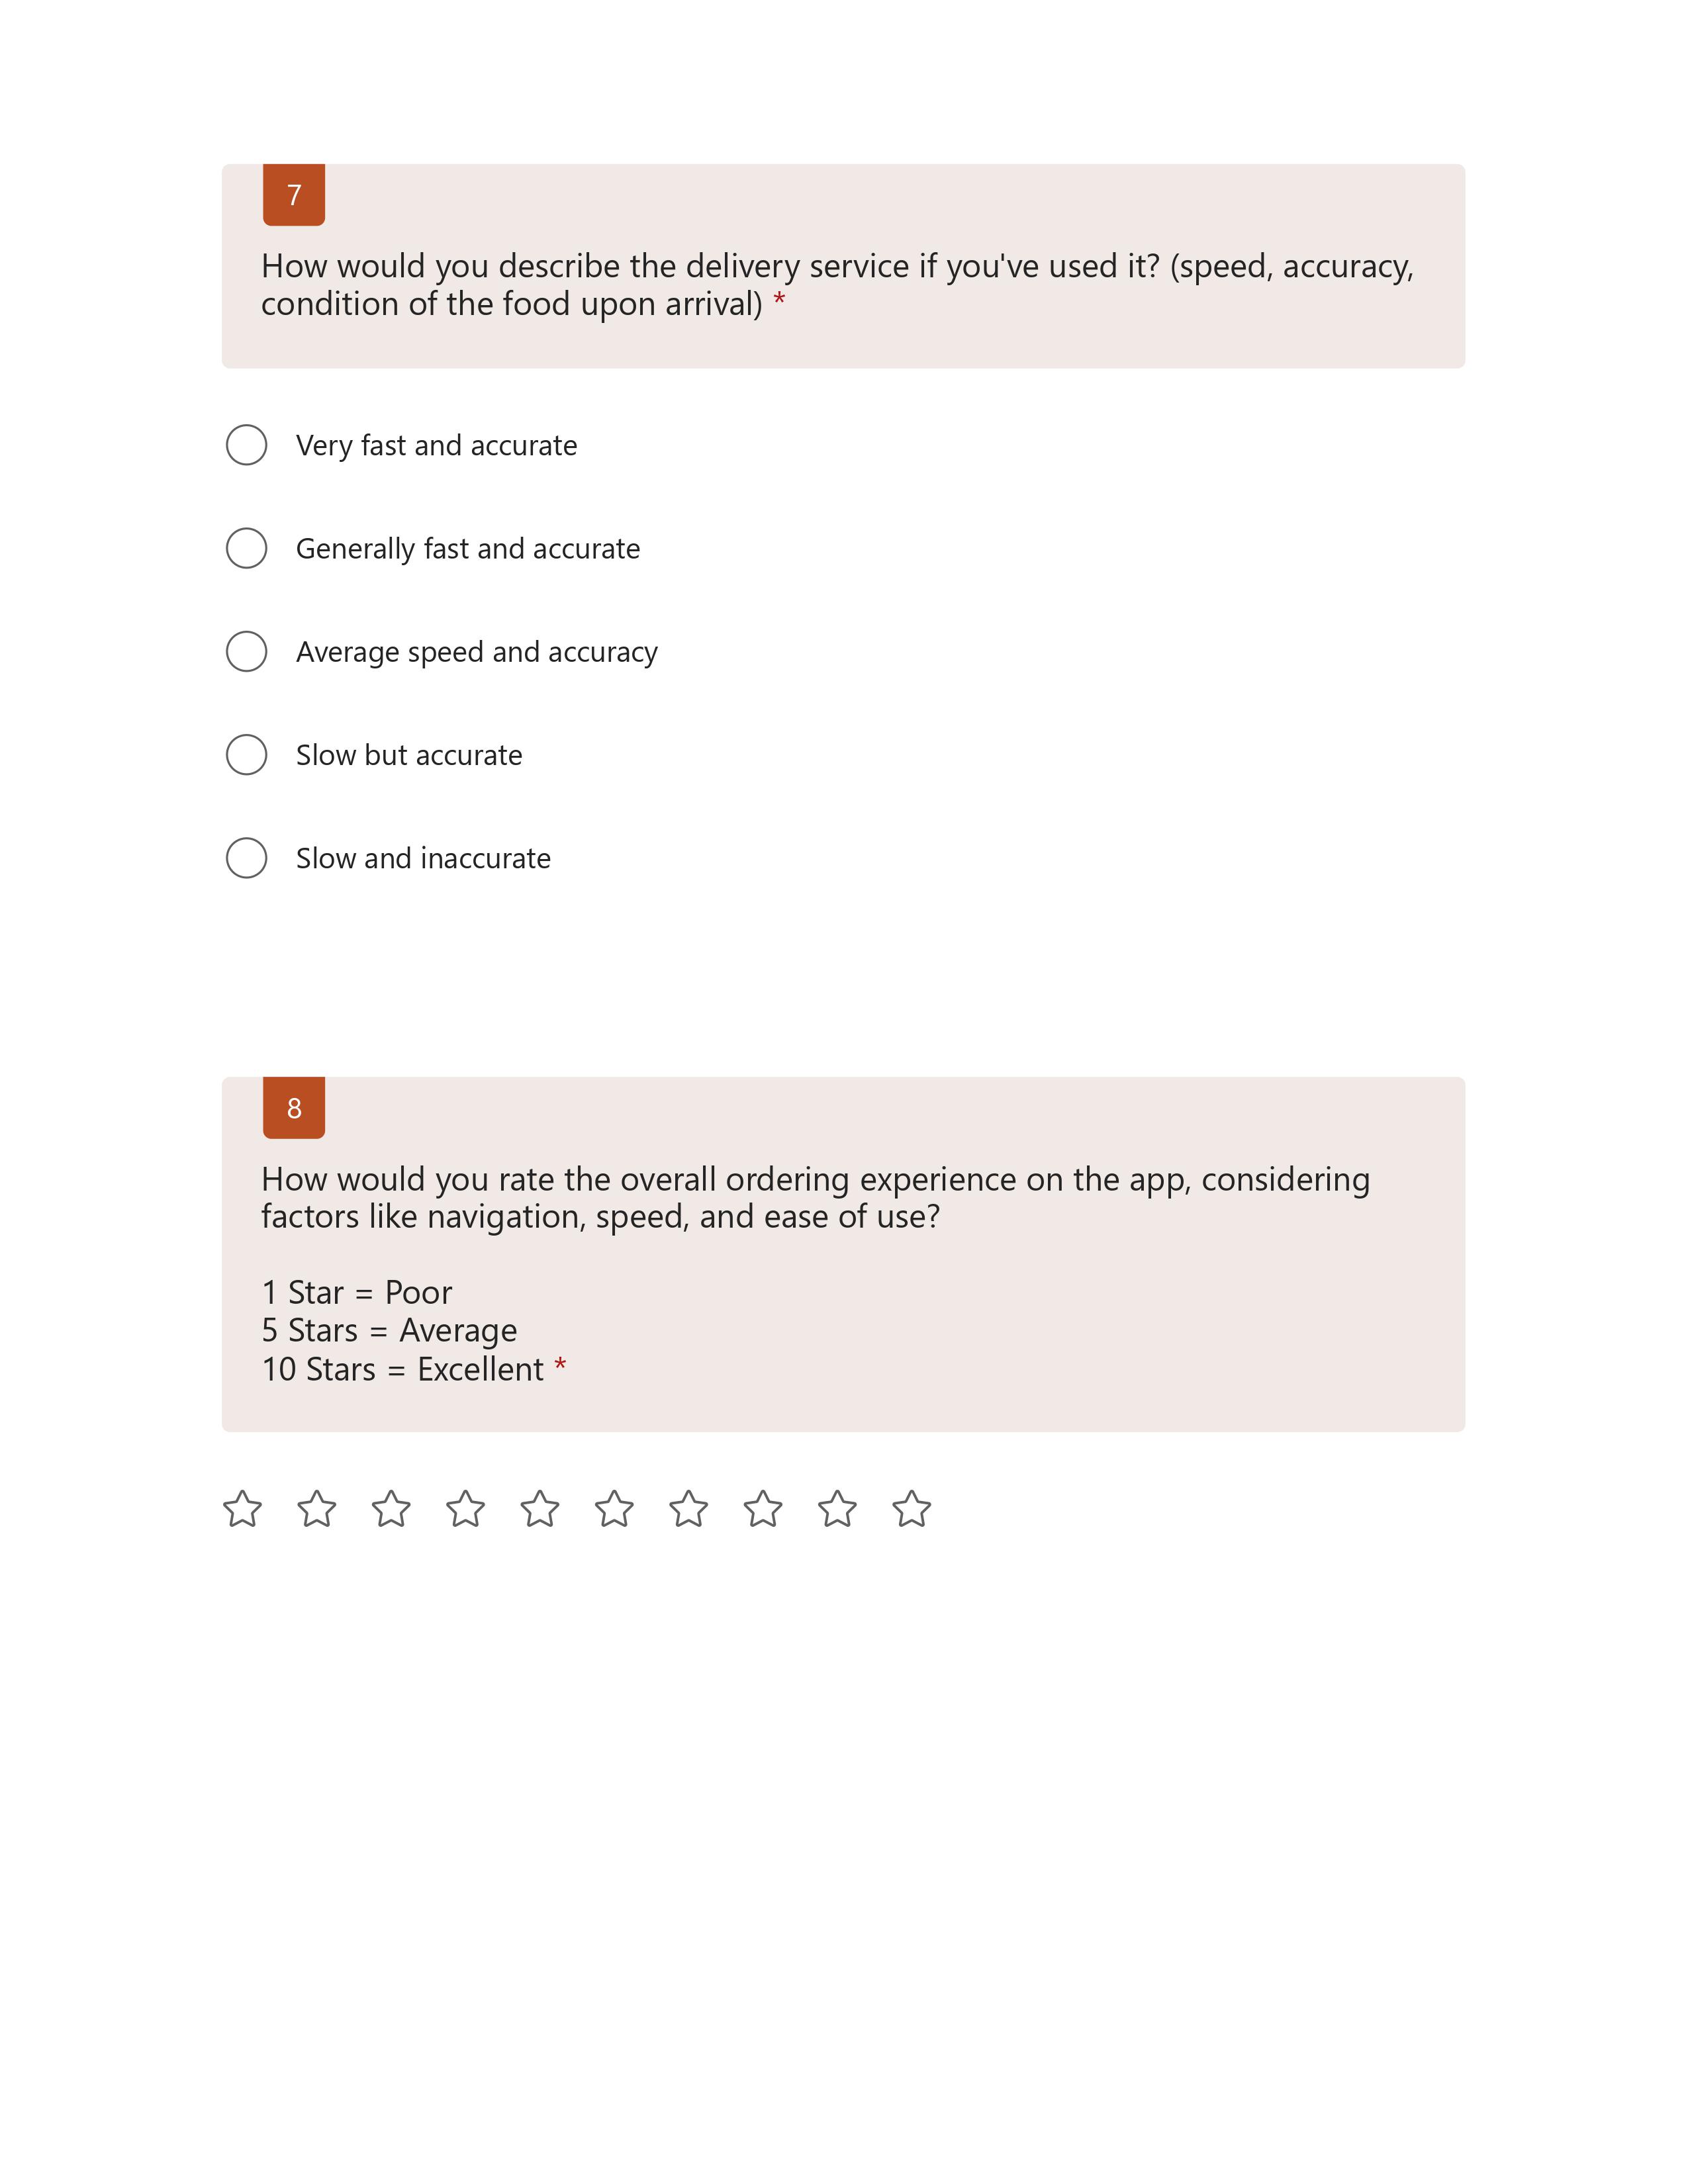 7
How would you describe the delivery service if you've used it? (speed, accuracy,
condition of the food upon arrival) *
Very fast and accurate
Generally fast and accurate
Average speed and accuracy
Slow but accurate
Slow and inaccurate
8
How would you rate the overall ordering experience on the app, considering
factors like navigation, speed, and ease of use?
1 Star = Poor
5 Stars = Average
10 Stars = Excellent *